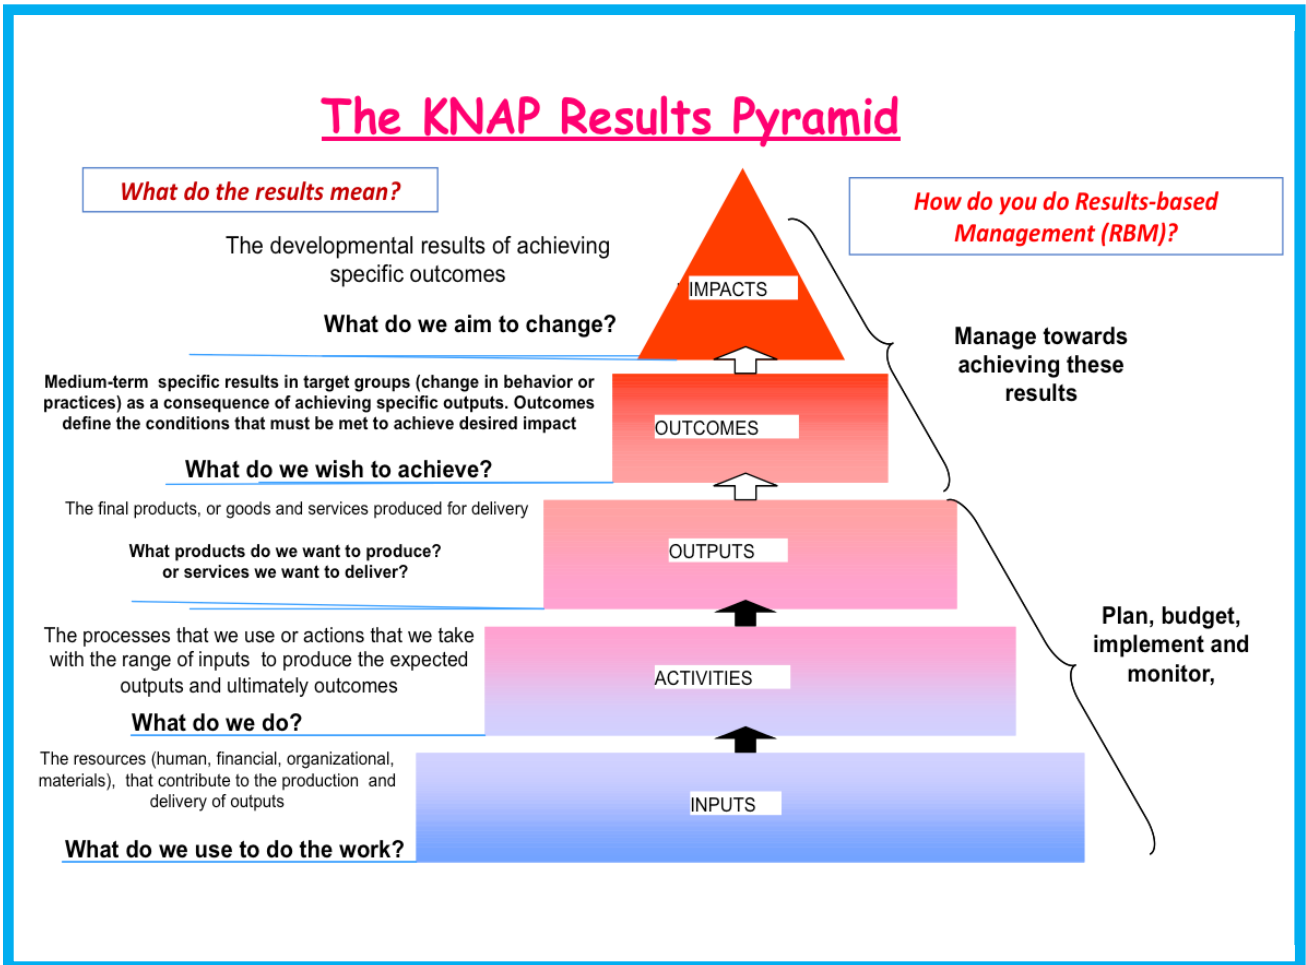 The KNAP Results Pyramid
What do the results mean?
How do you do Results-based
Management (RBM)?
The developmental results of achieving
specific outcomes
What do we aim to change?
IMPACTS
Manage towards
achieving these
results
Medium-term specific results in target groups (change in behavior or
practices) as a consequence of achieving specific outputs. Outcomes
define the conditions that must be met to achieve desired impact
What do we wish to achieve?
OUTCOMES
The final products, or goods and services produced for delivery
What products do we want to produce?
or services we want to deliver?
OUTPUTS
The processes that we use or actions that we take
with the range of inputs to produce the expected
outputs and ultimately outcomes
What do we do?
ACTIVITIES
Plan, budget,
implement and
monitor,
The resources (human, financial, organizational,
materials), that contribute to the production and
delivery of outputs
What do we use to do the work?
INPUTS